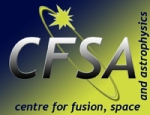 CFSA
centre for fusion, space
and astrophysics